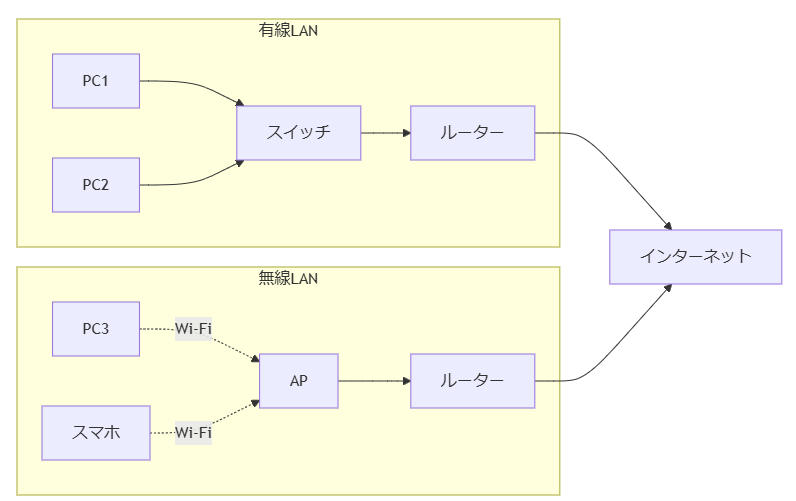 有線LAN
PC1
PC2
スイッチ
ルーター
インターネット
無線LAN
PC3
Wi-Fi
スマホ
Wi-Fi
AP
ルーター